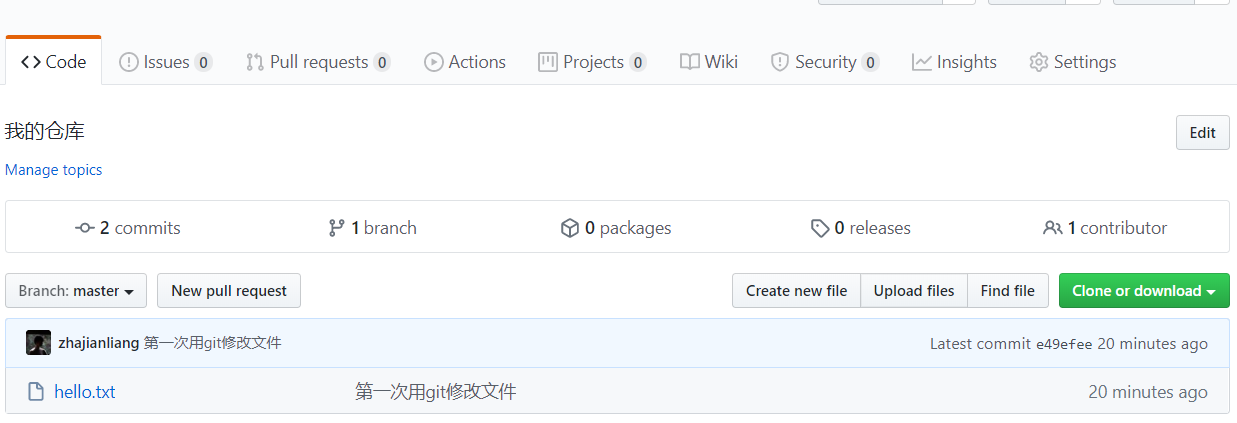 Code Issues 0 Pull requests 0 Actions Projects 0 Wiki Security 0 Insights Settings
我的仓库 Edit
Manage topics
2 commits 1 branch 0 packages 0 releases 1 contributor
Branch: master New pull request Create new file Upload files Find file Clone or download
zhajianliang 第一次用git修改文件 Latest commit e49efee 20 minutes ago
hello.txt 第一次用git修改文件 20 minutes ago